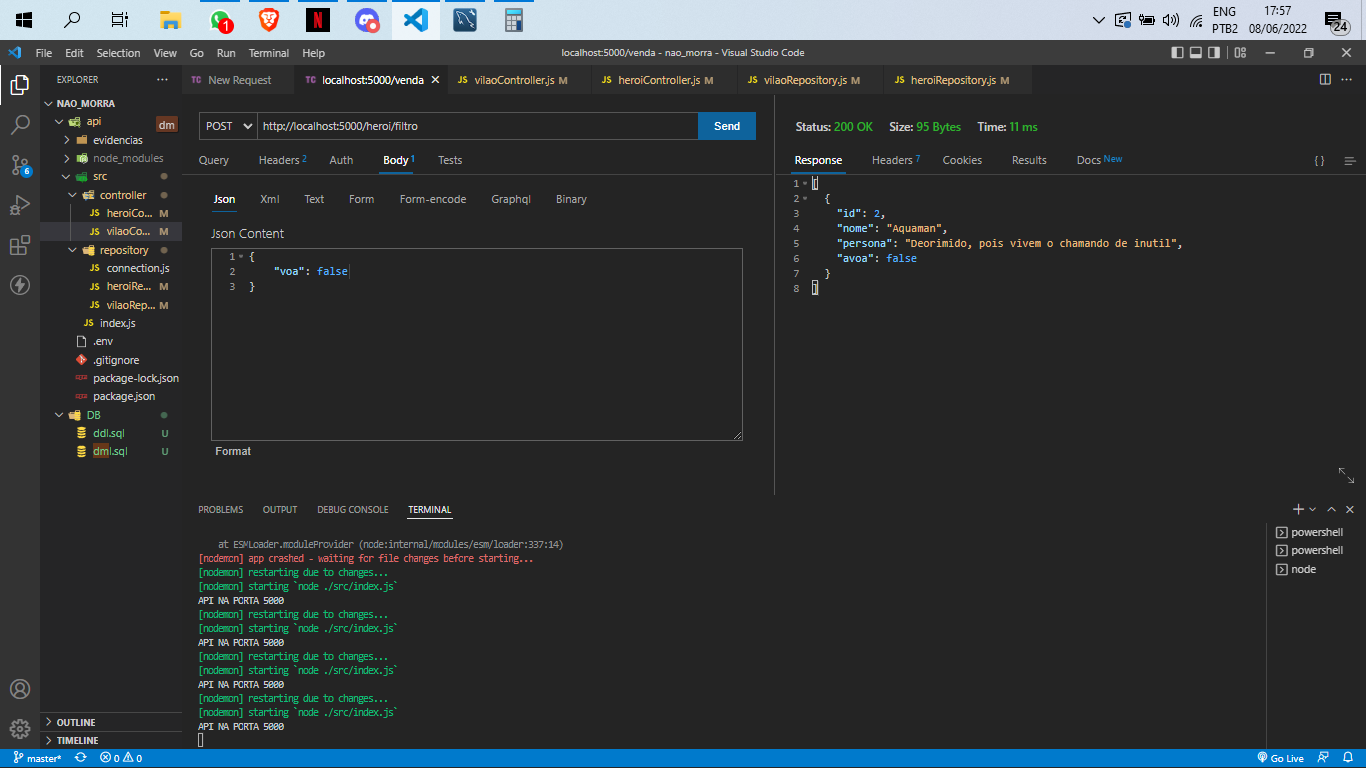 1
ENG
PTB2
17:57
08/06/2022
24
File Edit Selection View Go Run Terminal Help
localhost:5000/venda - nao_morra - Visual Studio Code
EXPLORER
TC New Request
TC localhost:5000/venda
JS vilaoController.js M
JS heroiController.js M
JS vilaoRepository.js M
JS heroiRepository.js M
NAO_MORRA
api
dm
evidencias
node_modules
src
controller
JS heroiCo... M
JS vilaoCo... M
repository
JS connection.js
JS heroiRe... M
JS vilaoRep... M
JS index.js
.env
.gitignore
package-lock.json
package.json
DB
ddl.sql U
dml.sql U
6
OUTLINE
TIMELINE
POST http://localhost:5000/heroi/filtro Send
Query Headers 2 Auth Body 1 Tests
Json Xml Text Form Form-encode Graphql Binary
Json Content
1 {
2 "voa": false
3 }
Format
Status: 200 OK Size: 95 Bytes Time: 11 ms
Response Headers 7 Cookies Results Docs New { }
1 [
2 {
3 "id": 2,
4 "nome": "Aquaman",
5 "persona": "Deorimido, pois vivem o chamando de inutil",
6 "avoa": false
7 }
8 ]
PROBLEMS OUTPUT DEBUG CONSOLE TERMINAL
at ESMLoader.moduleProvider (node:internal/modules/esm/loader:337:14)
[nodemon] app crashed - waiting for file changes before starting...
[nodemon] restarting due to changes...
[nodemon] starting `node ./src/index.js`
API NA PORTA 5000
[nodemon] restarting due to changes...
[nodemon] starting `node ./src/index.js`
API NA PORTA 5000
[nodemon] restarting due to changes...
[nodemon] starting `node ./src/index.js`
API NA PORTA 5000
[nodemon] restarting due to changes...
[nodemon] starting `node ./src/index.js`
API NA PORTA 5000
powershell
powershell
node
master* 0 0 Go Live